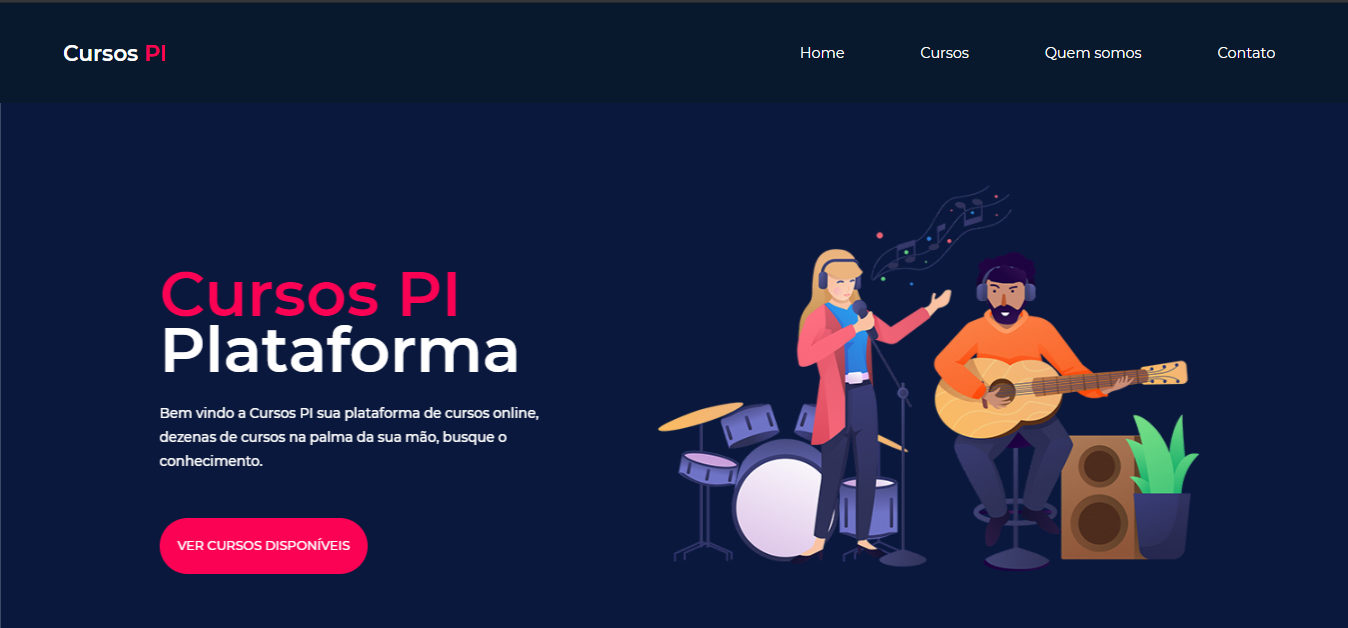 Cursos PI
Home
Cursos
Quem somos
Contato
Cursos PI
Plataforma
Bem vindo a Cursos PI sua plataforma de cursos online,
dezenas de cursos na palma da sua mão, busque o
conhecimento.
VER CURSOS DISPONÍVEIS